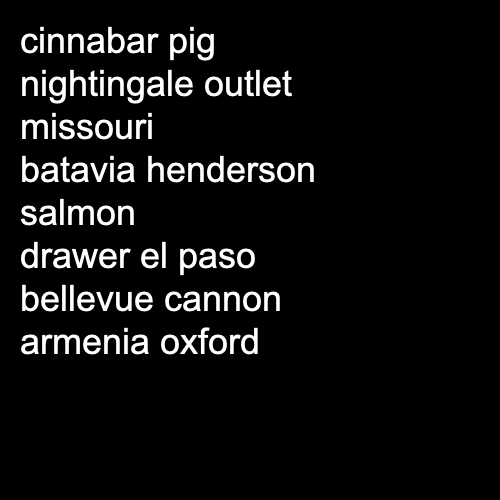 cinnabar pig
nightingale outlet
missouri
batavia henderson
salmon
drawer el paso
bellevue cannon
armenia oxford